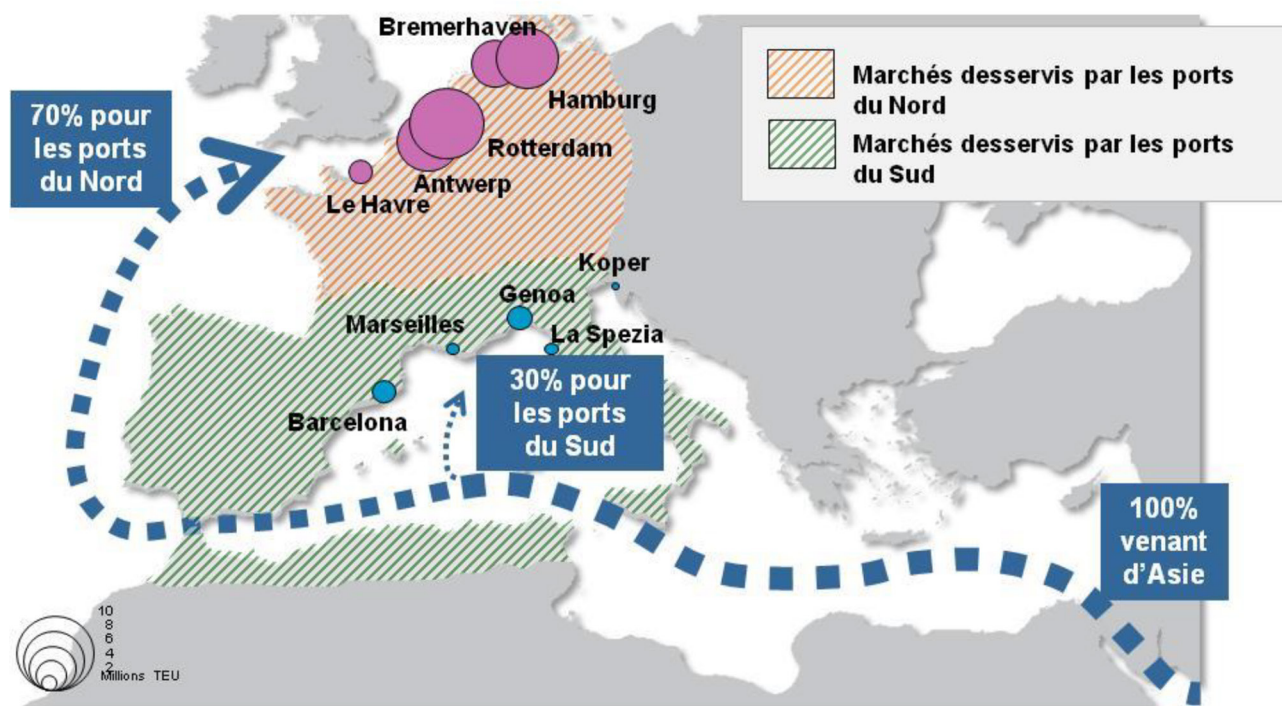 Bremerhaven
Hamburg
Rotterdam
Antwerp
Le Havre
70% pour
les ports
du Nord
Marchés desservis par les ports
du Nord
Marchés desservis par les ports
du Sud
Koper
Genoa
Marseilles
La Spezia
Barcelona
30% pour
les ports
du Sud
100%
venant
d’Asie
10
8
6
4
2
Millions TEU